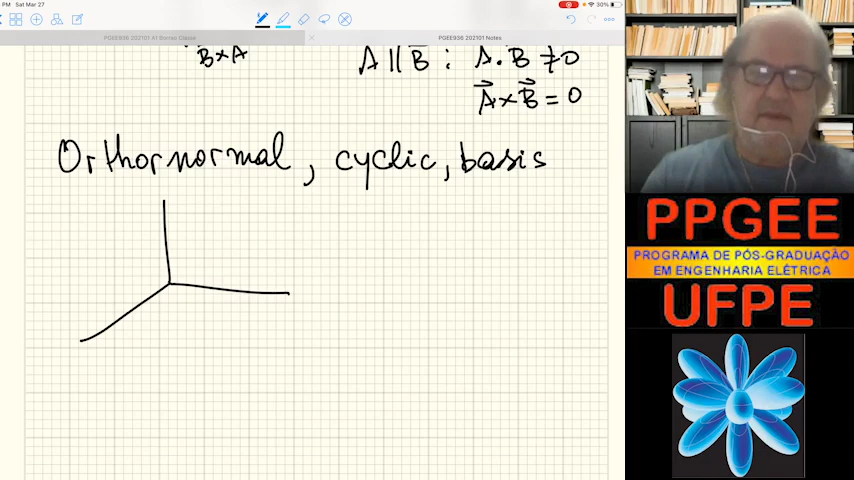 PM Sat Mar 27
30%
PGEE936 202101 A1 Borrao Classe
PGEE936 202101 Notes
B×A
A || B : A . B ≠ 0
A × B = 0
Orthornormal, cyclic, basis
PPGEE
PROGRAMA DE PÓS-GRADUAÇÃO
EM ENGENHARIA ELÉTRICA
UFPE